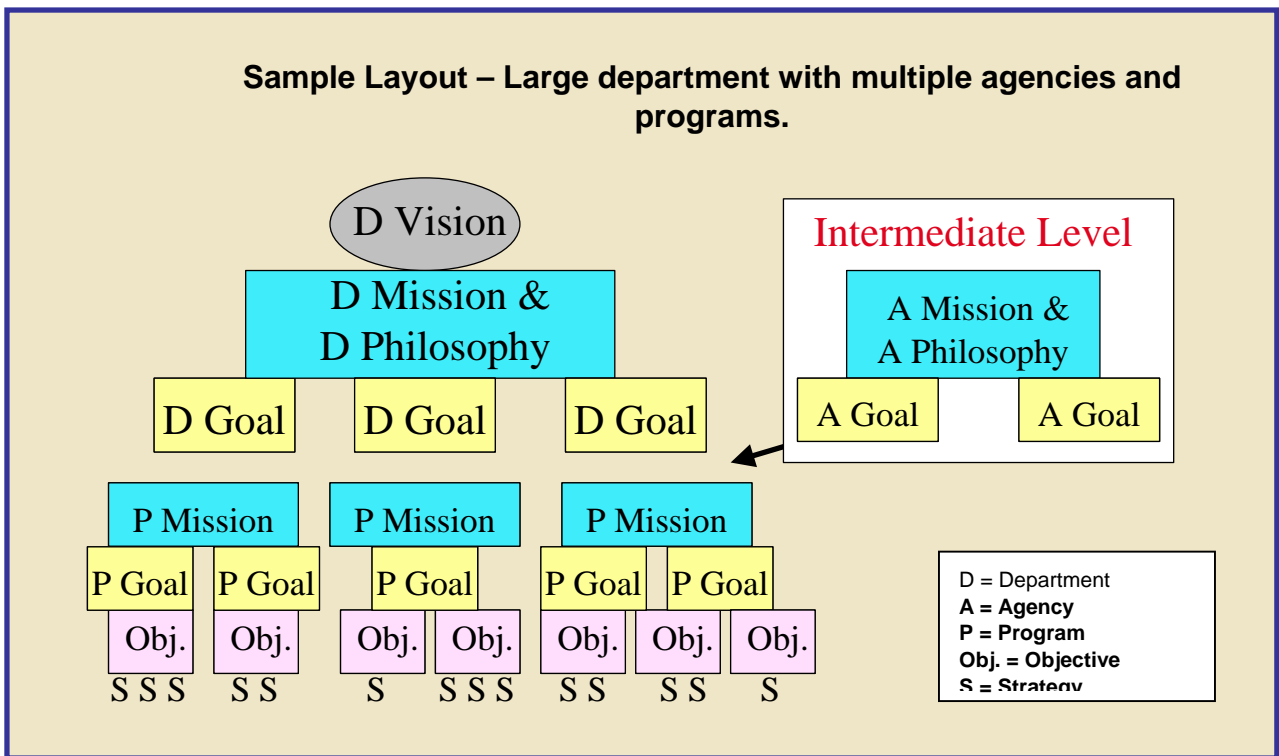 Sample Layout – Large department with multiple agencies and
programs.
D Vision
D Mission &
D Philosophy
D Goal D Goal D Goal
Intermediate Level
A Mission &
A Philosophy
A Goal A Goal
P Mission P Mission P Mission
P Goal P Goal P Goal P Goal P Goal
Obj. Obj. Obj. Obj. Obj. Obj. Obj.
S S S S S S S S S S S S S S
D = Department
A = Agency
P = Program
Obj. = Objective
S = Strategy